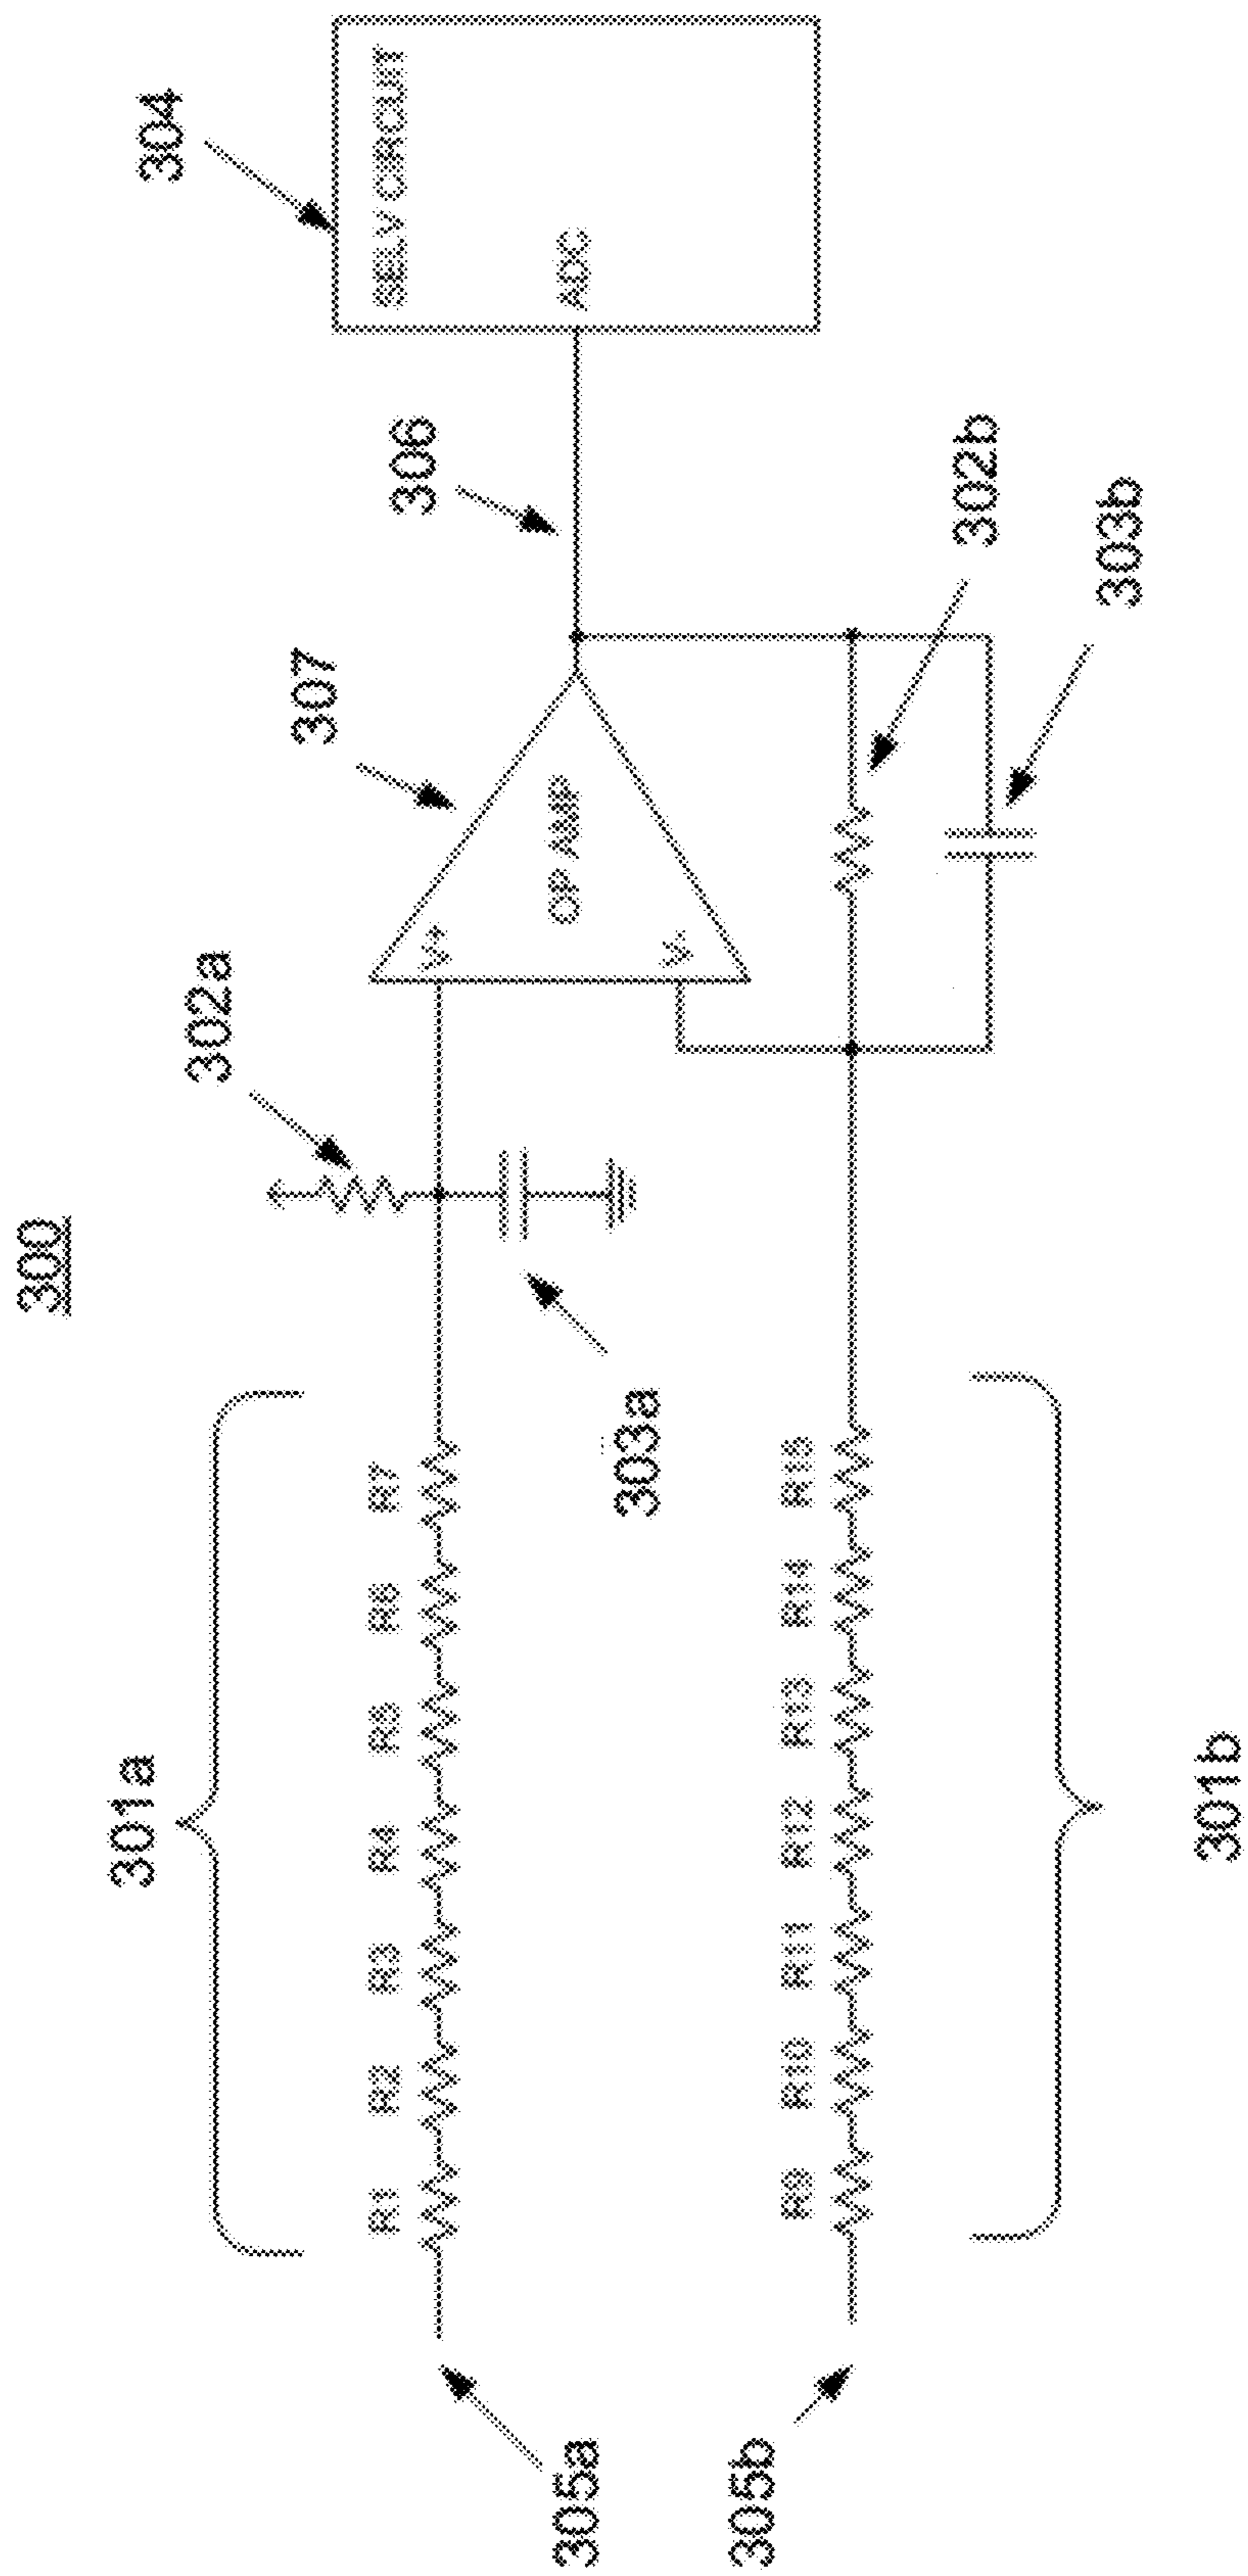 300
301a
304
302a
307
306
R1 R2 R3 R4 R5 R6 R7
SELV CIRCUIT
V+
OP AMP
ADC
305a
303a
V-
305b
R9 R10 R11 R12 R13 R14 R15
302b
303b
301b